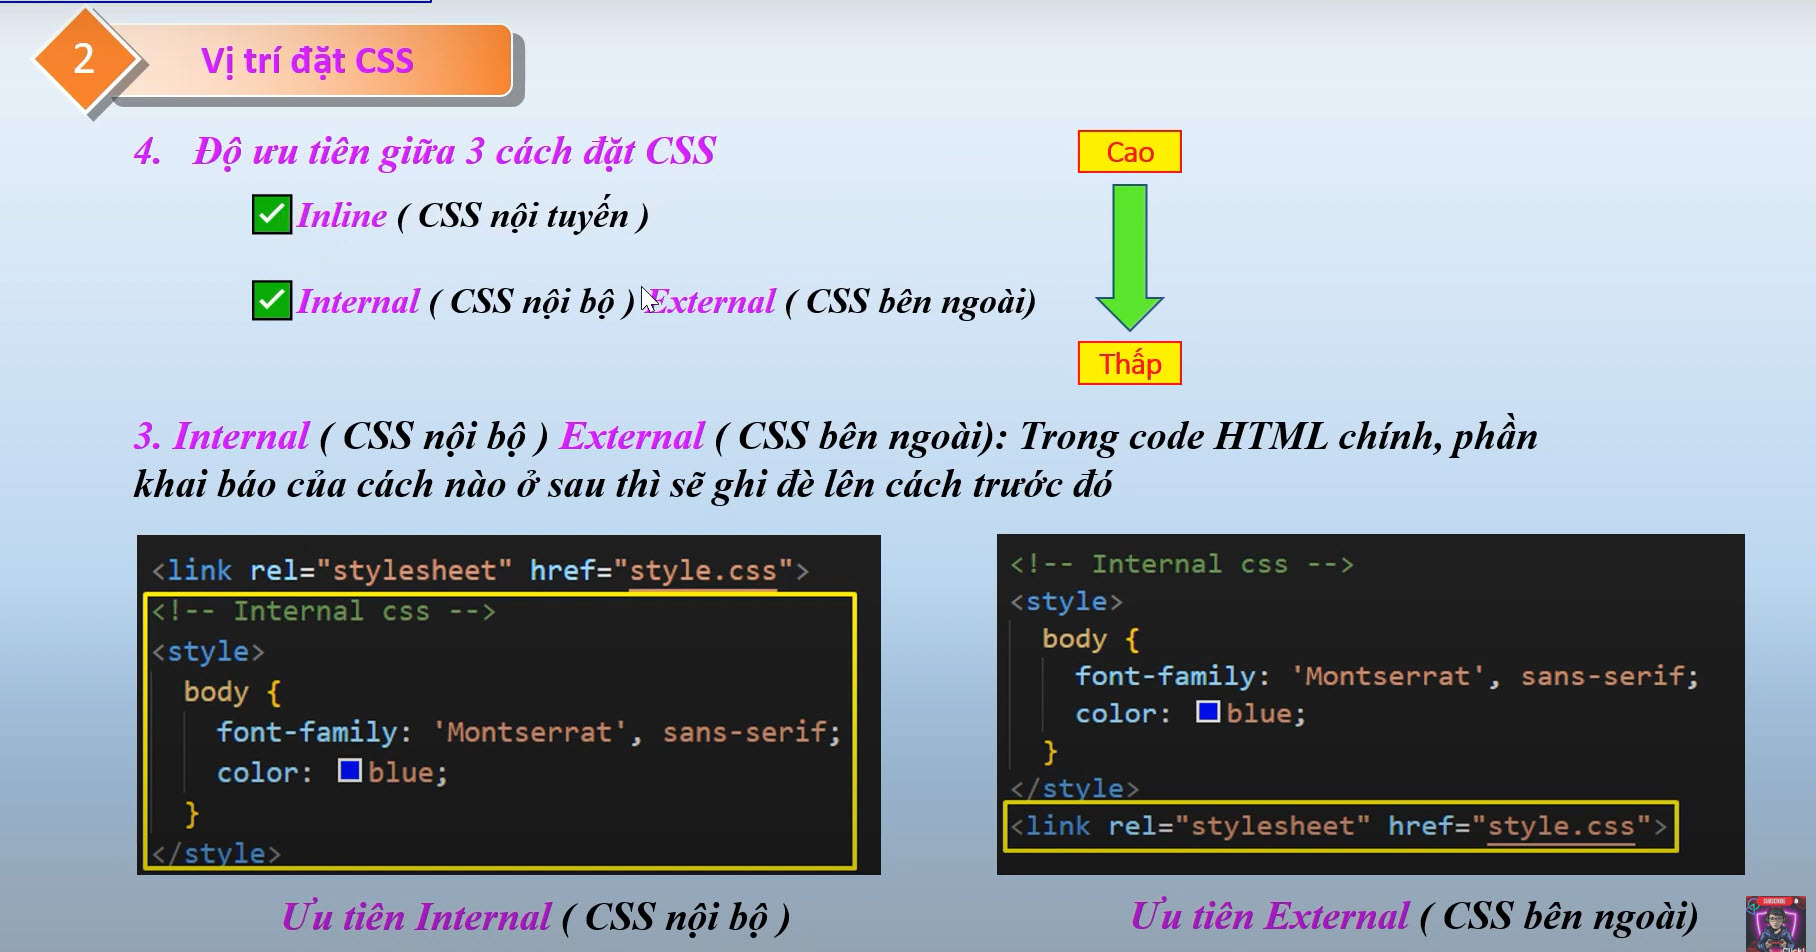 2 Vị trí đặt CSS
4. Độ ưu tiên giữa 3 cách đặt CSS
Inline ( CSS nội tuyến )
Internal ( CSS nội bộ ) External ( CSS bên ngoài)
Cao
Thấp
3. Internal ( CSS nội bộ ) External ( CSS bên ngoài): Trong code HTML chính, phần
khai báo của cách nào ở sau thì sẽ ghi đè lên cách trước đó
<link rel="stylesheet" href="style.css">
<!-- Internal css -->
<style>
body {
font-family: 'Montserrat', sans-serif;
color: blue;
}
</style>
Ưu tiên Internal ( CSS nội bộ )
<!-- Internal css -->
<style>
body {
font-family: 'Montserrat', sans-serif;
color: blue;
}
</style>
<link rel="stylesheet" href="style.css">
Ưu tiên External ( CSS bên ngoài)
SUBSCRIBE